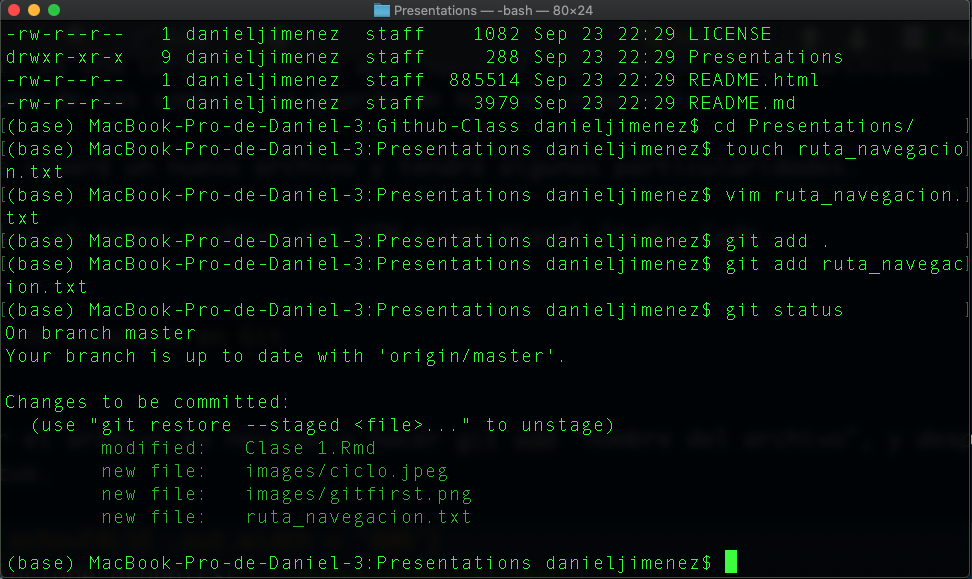 Presentations — -bash — 80×24
-rw-r--r-- 1 danieljimenez staff 1082 Sep 23 22:29 LICENSE
drwxr-xr-x 9 danieljimenez staff 288 Sep 23 22:29 Presentations
-rw-r--r-- 1 danieljimenez staff 885514 Sep 23 22:29 README.html
-rw-r--r-- 1 danieljimenez staff 3979 Sep 23 22:29 README.md
[(base) MacBook-Pro-de-Daniel-3:Github-Class danieljimenez$ cd Presentations/ ]
[(base) MacBook-Pro-de-Daniel-3:Presentations danieljimenez$ touch ruta_navegacio]
n.txt
[(base) MacBook-Pro-de-Daniel-3:Presentations danieljimenez$ vim ruta_navegacion.]
txt
[(base) MacBook-Pro-de-Daniel-3:Presentations danieljimenez$ git add . ]
[(base) MacBook-Pro-de-Daniel-3:Presentations danieljimenez$ git add ruta_navegac]
ion.txt
[(base) MacBook-Pro-de-Daniel-3:Presentations danieljimenez$ git status ]
On branch master
Your branch is up to date with 'origin/master'.
Changes to be committed:
(use "git restore --staged <file>..." to unstage)
modified: Clase 1.Rmd
new file: images/ciclo.jpeg
new file: images/gitfirst.png
new file: ruta_navegacion.txt
(base) MacBook-Pro-de-Daniel-3:Presentations danieljimenez$